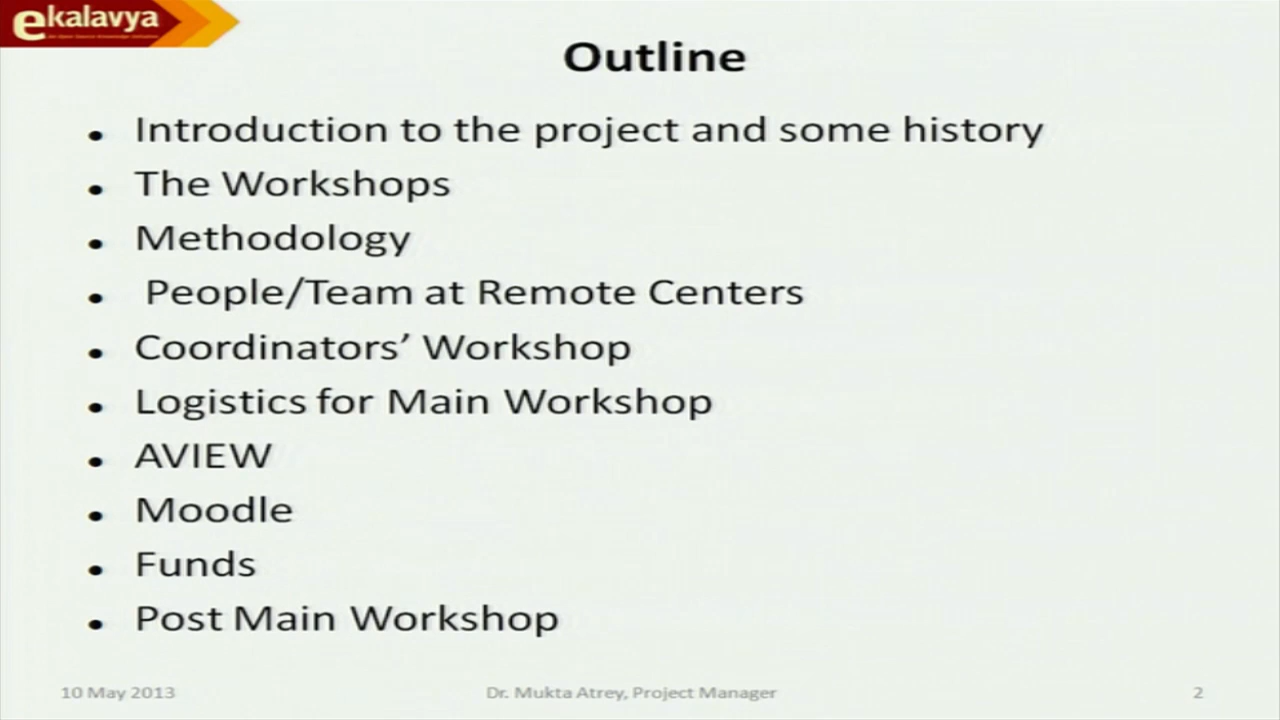 ekalavya
Outline
• Introduction to the project and some history
• The Workshops
• Methodology
• People/Team at Remote Centers
• Coordinators’ Workshop
• Logistics for Main Workshop
• AVIEW
• Moodle
• Funds
• Post Main Workshop
10 May 2013
Dr. Mukta Atrey, Project Manager
2